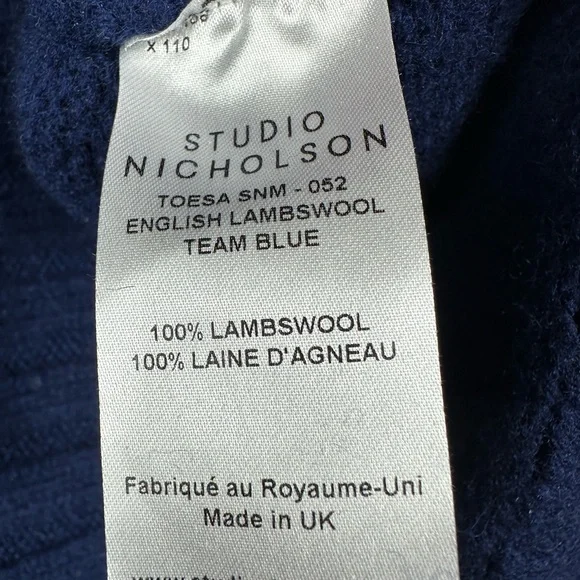 X 110
STUDIO
NICHOLSON
TOESA SNM - 052
ENGLISH LAMBSWOOL
TEAM BLUE
100% LAMBSWOOL
100% LAINE D'AGNEAU
Fabriqué au Royaume-Uni
Made in UK